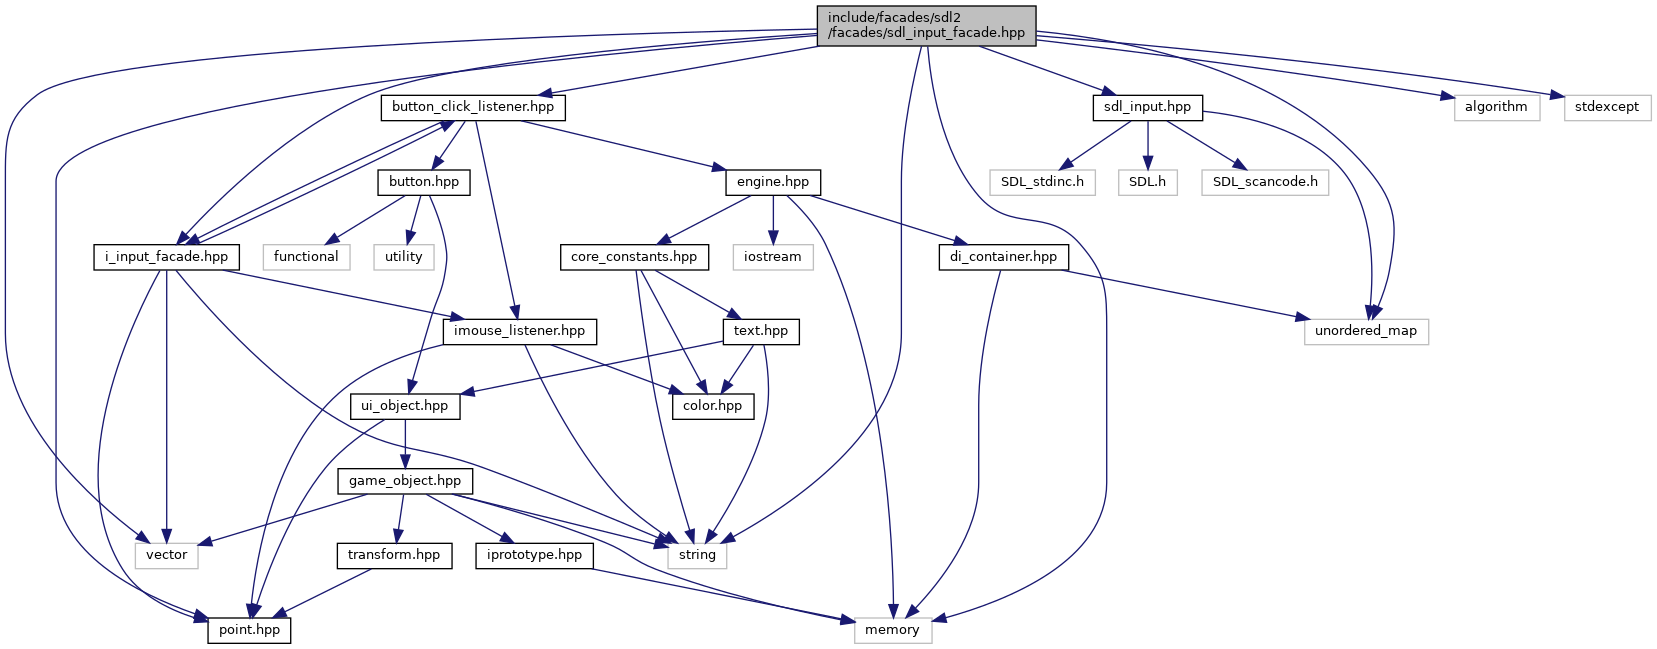 include/facades/sdl2
/facades/sdl_input_facade.hpp
button_click_listener.hpp
sdl_input.hpp
algorithm
stdexcept
button.hpp
engine.hpp
SDL_stdinc.h
SDL.h
SDL_scancode.h
i_input_facade.hpp
functional
utility
core_constants.hpp
iostream
di_container.hpp
imouse_listener.hpp
text.hpp
unordered_map
ui_object.hpp
color.hpp
game_object.hpp
vector
transform.hpp
iprototype.hpp
string
point.hpp
memory